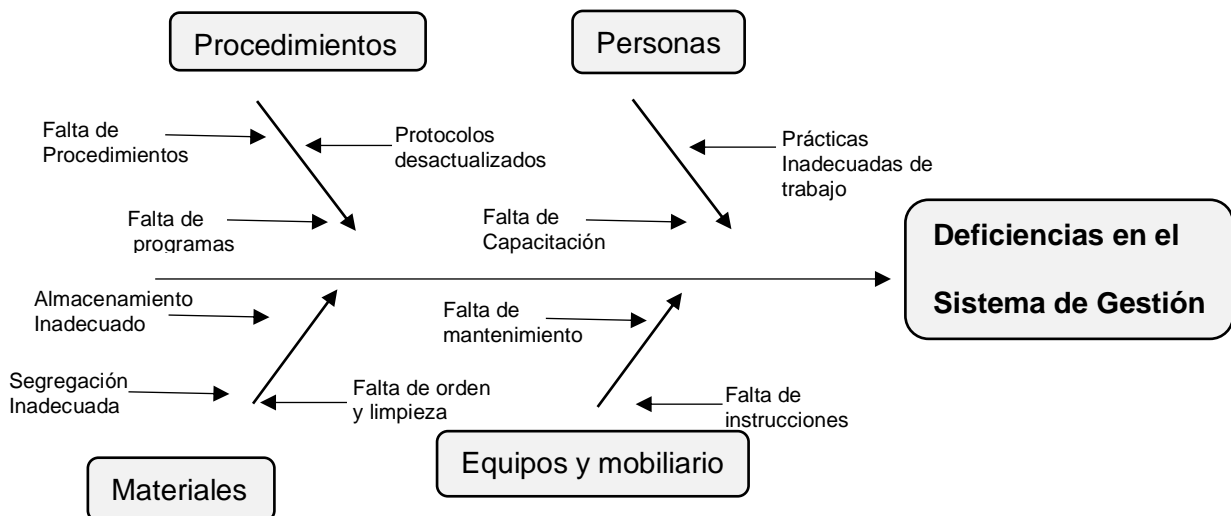 Procedimientos
Personas
Falta de
Procedimientos
Protocolos
desactualizados
Prácticas
Inadecuadas de
trabajo
Falta de
programas
Falta de
Capacitación
Deficiencias en el
Sistema de Gestión
Almacenamiento
Inadecuado
Falta de
mantenimiento
Segregación
Inadecuada
Falta de orden
y limpieza
Falta de
instrucciones
Materiales
Equipos y mobiliario